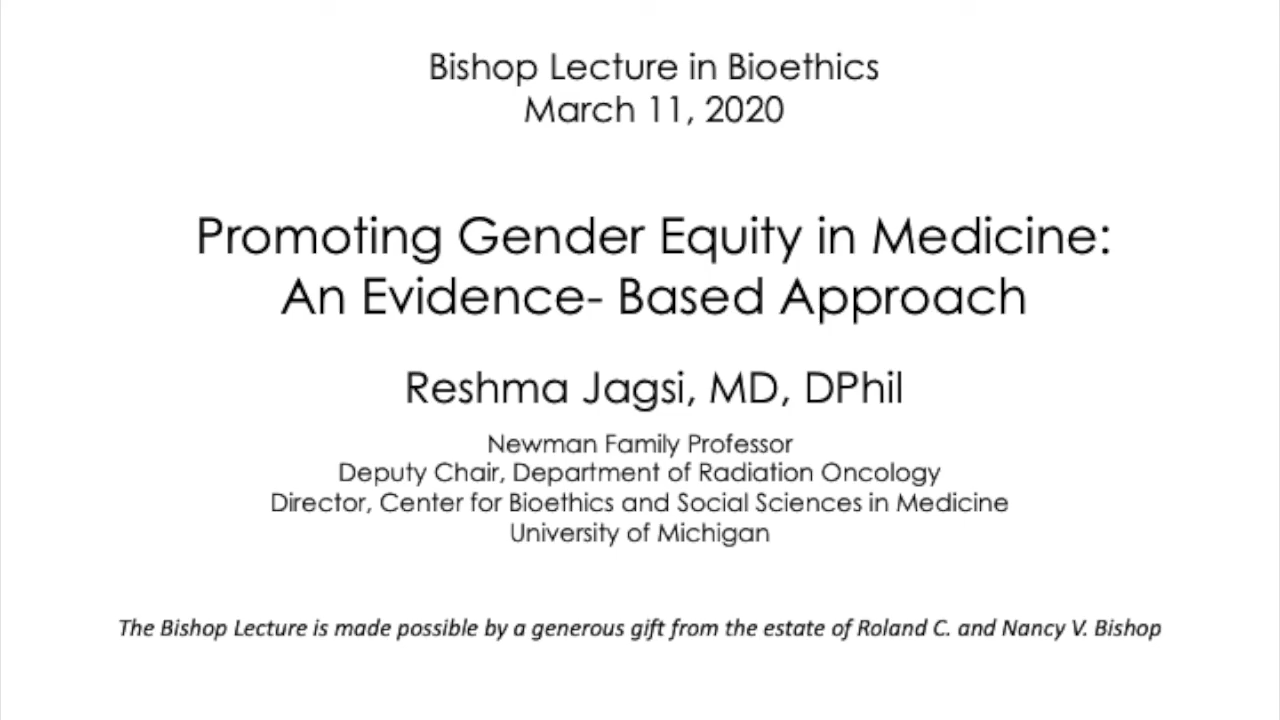 Bishop Lecture in Bioethics
March 11, 2020
Promoting Gender Equity in Medicine:
An Evidence- Based Approach
Reshma Jagsi, MD, DPhil
Newman Family Professor
Deputy Chair, Department of Radiation Oncology
Director, Center for Bioethics and Social Sciences in Medicine
University of Michigan
The Bishop Lecture is made possible by a generous gift from the estate of Roland C. and Nancy V. Bishop